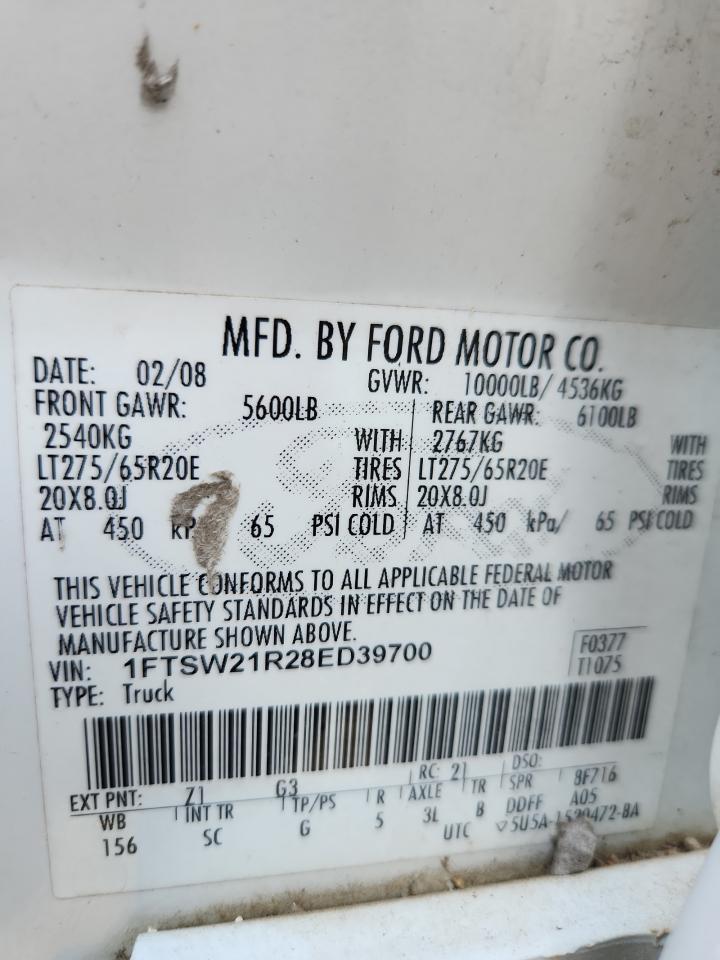 MFD. BY FORD MOTOR CO.
DATE: 02/08 GVWR: 10000LB/ 4536KG
FRONT GAWR: 5600LB REAR GAWR: 6100LB
2540KG WITH 2767KG WITH
LT275/65R20E TIRES LT275/65R20E TIRES
20X8.0J RIMS 20X8.0J RIMS
AT 450 65 PSI COLD AT 450 kPa/ 65 PSI COLD
THIS VEHICLE CONFORMS TO ALL APPLICABLE FEDERAL MOTOR
VEHICLE SAFETY STANDARDS IN EFFECT ON THE DATE OF
MANUFACTURE SHOWN ABOVE.
VIN: 1FTSW21R28ED39700 F0377
TYPE: Truck T1075
EXT PNT: Z1 G3 RC: 21 DSO: 8F716
WB INT TR TP/PS R AXLE TR SPR A05
156 SC G 5 3L B DDFF
UTC